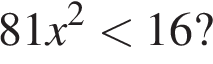 81x² < 16?